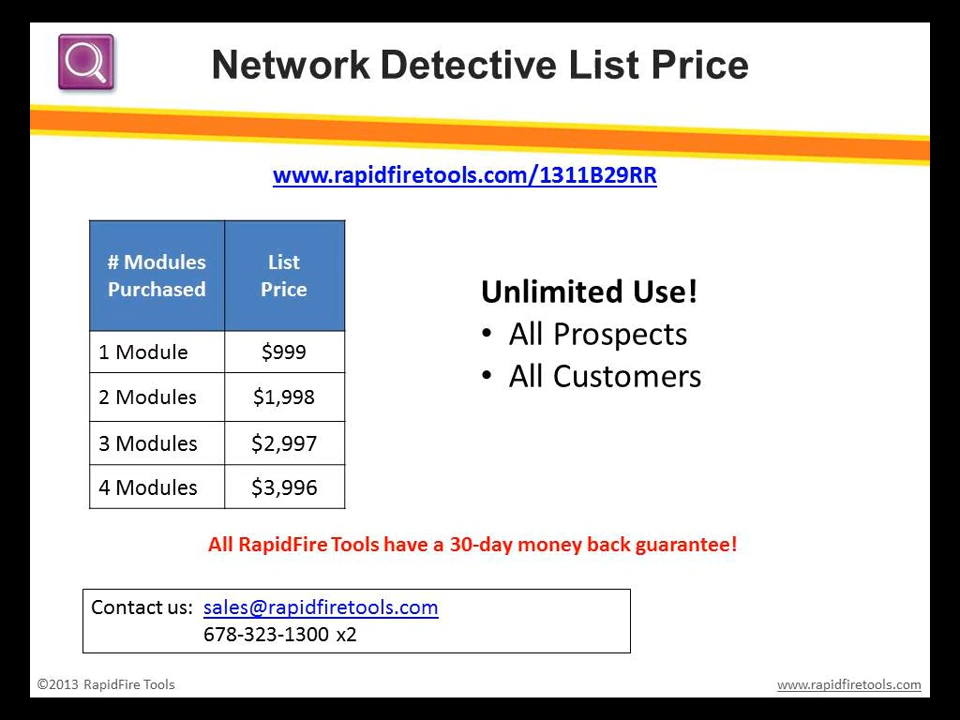 Network Detective List Price
www.rapidfiretools.com/1311B29RR
# Modules Purchased List Price
1 Module $999
2 Modules $1,998
3 Modules $2,997
4 Modules $3,996
Unlimited Use!
• All Prospects
• All Customers
All RapidFire Tools have a 30-day money back guarantee!
Contact us: sales@rapidfiretools.com
678-323-1300 x2
©2013 RapidFire Tools www.rapidfiretools.com